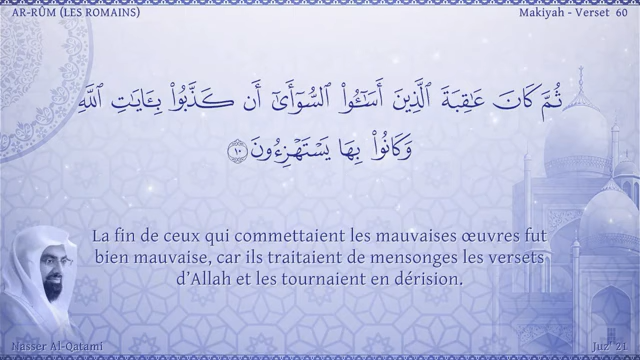 AR-RÛM (LES ROMAINS)
Makiyah - Verset 60
ثُمَّ كَانَ عَٰقِبَةَ ٱلَّذِينَ أَسَٰٓـُٔواْ ٱلسُّوٓأَىٰٓ أَن كَذَّبُواْ بِـَٔايَٰتِ ٱللَّهِ
وَكَانُواْ بِهَا يَسۡتَهۡزِءُونَ ١٠
La fin de ceux qui commettaient les mauvaises œuvres fut
bien mauvaise, car ils traitaient de mensonges les versets
d’Allah et les tournaient en dérision.
Nasser Al-Qatami
Juz' 21